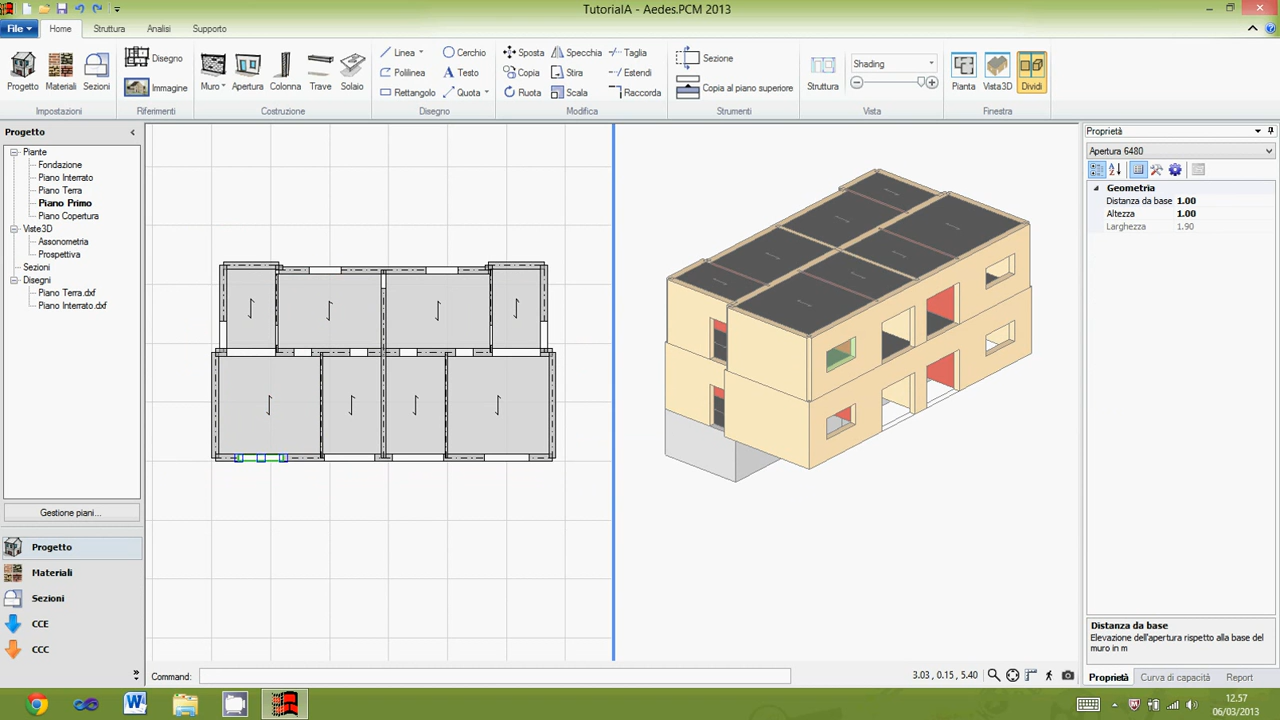 TutorialA - Aedes.PCM 2013
File Home Struttura Analisi Supporto
Progetto Materiali Sezioni
Impostazioni
Disegno
Immagine
Riferimenti
Muro Apertura Colonna Trave Solaio
Costruzione
Linea Cerchio
Polilinea Testo
Rettangolo Quota
Disegno
Sposta Specchia Taglia
Copia Stira Estendi
Ruota Scala Raccorda
Modifica
Sezione
Copia al piano superiore
Strumenti
Struttura
Shading
Vista
Pianta Vista3D Dividi
Finestra
Progetto
Piante
Fondazione
Piano Interrato
Piano Terra
Piano Primo
Piano Copertura
Viste3D
Assonometria
Prospettiva
Sezioni
Disegni
Piano Terra.dxf
Piano Interrato.dxf
Gestione piani...
Progetto
Materiali
Sezioni
CCE
CCC
Command:
3.03 , 0.15 , 5.40
Proprietà
Apertura 6480
Geometria
Distanza da base 1.00
Altezza 1.00
Larghezza 1.90
Distanza da base
Elevazione dell'apertura rispetto alla base del
muro in m
Proprietà Curva di capacità Report
12.57
06/03/2013